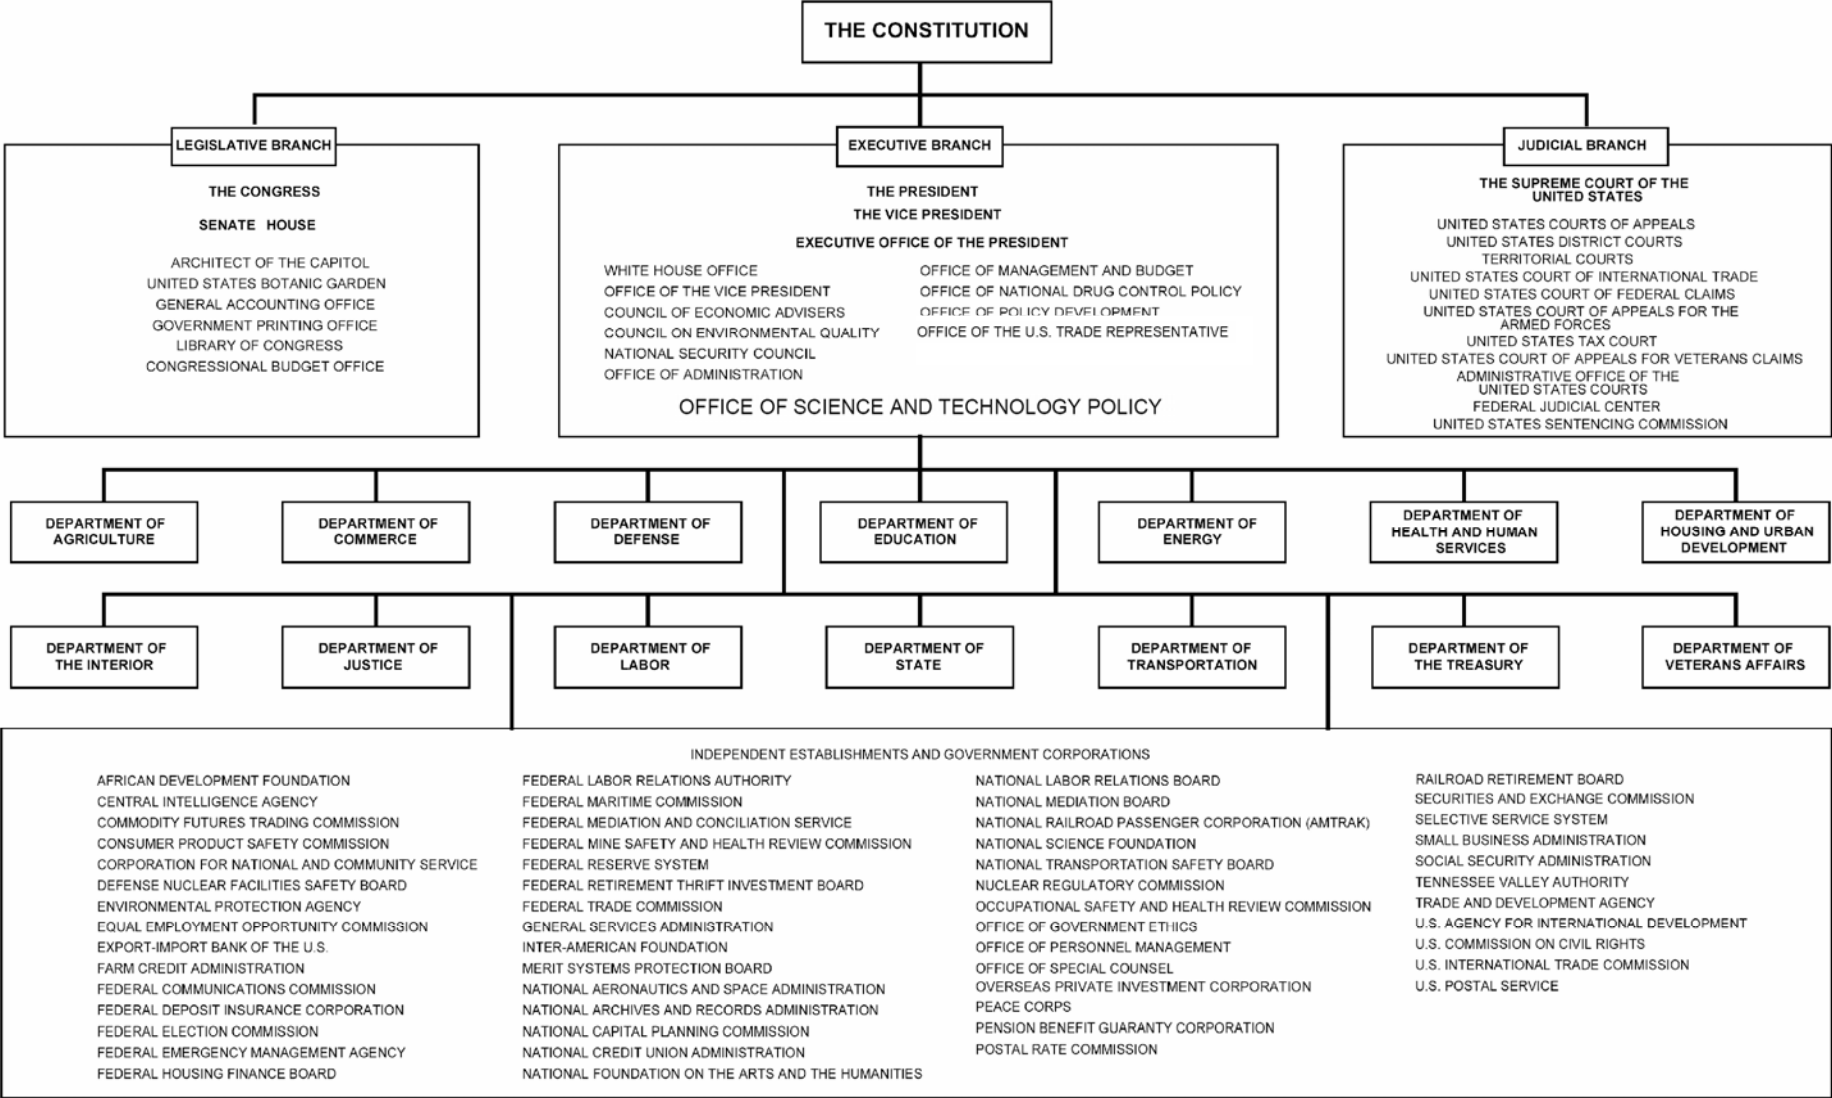 THE CONSTITUTION
LEGISLATIVE BRANCH
THE CONGRESS
SENATE HOUSE
ARCHITECT OF THE CAPITOL
UNITED STATES BOTANIC GARDEN
GENERAL ACCOUNTING OFFICE
GOVERNMENT PRINTING OFFICE
LIBRARY OF CONGRESS
CONGRESSIONAL BUDGET OFFICE
EXECUTIVE BRANCH
THE PRESIDENT
THE VICE PRESIDENT
EXECUTIVE OFFICE OF THE PRESIDENT
WHITE HOUSE OFFICE
OFFICE OF THE VICE PRESIDENT
COUNCIL OF ECONOMIC ADVISERS
COUNCIL ON ENVIRONMENTAL QUALITY
NATIONAL SECURITY COUNCIL
OFFICE OF ADMINISTRATION
OFFICE OF MANAGEMENT AND BUDGET
OFFICE OF NATIONAL DRUG CONTROL POLICY
OFFICE OF POLICY DEVELOPMENT
OFFICE OF THE U.S. TRADE REPRESENTATIVE
OFFICE OF SCIENCE AND TECHNOLOGY POLICY
JUDICIAL BRANCH
THE SUPREME COURT OF THE
UNITED STATES
UNITED STATES COURTS OF APPEALS
UNITED STATES DISTRICT COURTS
TERRITORIAL COURTS
UNITED STATES COURT OF INTERNATIONAL TRADE
UNITED STATES COURT OF FEDERAL CLAIMS
UNITED STATES COURT OF APPEALS FOR THE
ARMED FORCES
UNITED STATES TAX COURT
UNITED STATES COURT OF APPEALS FOR VETERANS CLAIMS
ADMINISTRATIVE OFFICE OF THE
UNITED STATES COURTS
FEDERAL JUDICIAL CENTER
UNITED STATES SENTENCING COMMISSION
DEPARTMENT OF
AGRICULTURE
DEPARTMENT OF
COMMERCE
DEPARTMENT OF
DEFENSE
DEPARTMENT OF
EDUCATION
DEPARTMENT OF
ENERGY
DEPARTMENT OF
HEALTH AND HUMAN
SERVICES
DEPARTMENT OF
HOUSING AND URBAN
DEVELOPMENT
DEPARTMENT OF
THE INTERIOR
DEPARTMENT OF
JUSTICE
DEPARTMENT OF
LABOR
DEPARTMENT OF
STATE
DEPARTMENT OF
TRANSPORTATION
DEPARTMENT OF
THE TREASURY
DEPARTMENT OF
VETERANS AFFAIRS
INDEPENDENT ESTABLISHMENTS AND GOVERNMENT CORPORATIONS
AFRICAN DEVELOPMENT FOUNDATION
CENTRAL INTELLIGENCE AGENCY
COMMODITY FUTURES TRADING COMMISSION
CONSUMER PRODUCT SAFETY COMMISSION
CORPORATION FOR NATIONAL AND COMMUNITY SERVICE
DEFENSE NUCLEAR FACILITIES SAFETY BOARD
ENVIRONMENTAL PROTECTION AGENCY
EQUAL EMPLOYMENT OPPORTUNITY COMMISSION
EXPORT-IMPORT BANK OF THE U.S.
FARM CREDIT ADMINISTRATION
FEDERAL COMMUNICATIONS COMMISSION
FEDERAL DEPOSIT INSURANCE CORPORATION
FEDERAL ELECTION COMMISSION
FEDERAL EMERGENCY MANAGEMENT AGENCY
FEDERAL HOUSING FINANCE BOARD
FEDERAL LABOR RELATIONS AUTHORITY
FEDERAL MARITIME COMMISSION
FEDERAL MEDIATION AND CONCILIATION SERVICE
FEDERAL MINE SAFETY AND HEALTH REVIEW COMMISSION
FEDERAL RESERVE SYSTEM
FEDERAL RETIREMENT THRIFT INVESTMENT BOARD
FEDERAL TRADE COMMISSION
GENERAL SERVICES ADMINISTRATION
INTER-AMERICAN FOUNDATION
MERIT SYSTEMS PROTECTION BOARD
NATIONAL AERONAUTICS AND SPACE ADMINISTRATION
NATIONAL ARCHIVES AND RECORDS ADMINISTRATION
NATIONAL CAPITAL PLANNING COMMISSION
NATIONAL CREDIT UNION ADMINISTRATION
NATIONAL FOUNDATION ON THE ARTS AND THE HUMANITIES
NATIONAL LABOR RELATIONS BOARD
NATIONAL MEDIATION BOARD
NATIONAL RAILROAD PASSENGER CORPORATION (AMTRAK)
NATIONAL SCIENCE FOUNDATION
NATIONAL TRANSPORTATION SAFETY BOARD
NUCLEAR REGULATORY COMMISSION
OCCUPATIONAL SAFETY AND HEALTH REVIEW COMMISSION
OFFICE OF GOVERNMENT ETHICS
OFFICE OF PERSONNEL MANAGEMENT
OFFICE OF SPECIAL COUNSEL
OVERSEAS PRIVATE INVESTMENT CORPORATION
PEACE CORPS
PENSION BENEFIT GUARANTY CORPORATION
POSTAL RATE COMMISSION
RAILROAD RETIREMENT BOARD
SECURITIES AND EXCHANGE COMMISSION
SELECTIVE SERVICE SYSTEM
SMALL BUSINESS ADMINISTRATION
SOCIAL SECURITY ADMINISTRATION
TENNESSEE VALLEY AUTHORITY
TRADE AND DEVELOPMENT AGENCY
U.S. AGENCY FOR INTERNATIONAL DEVELOPMENT
U.S. COMMISSION ON CIVIL RIGHTS
U.S. INTERNATIONAL TRADE COMMISSION
U.S. POSTAL SERVICE